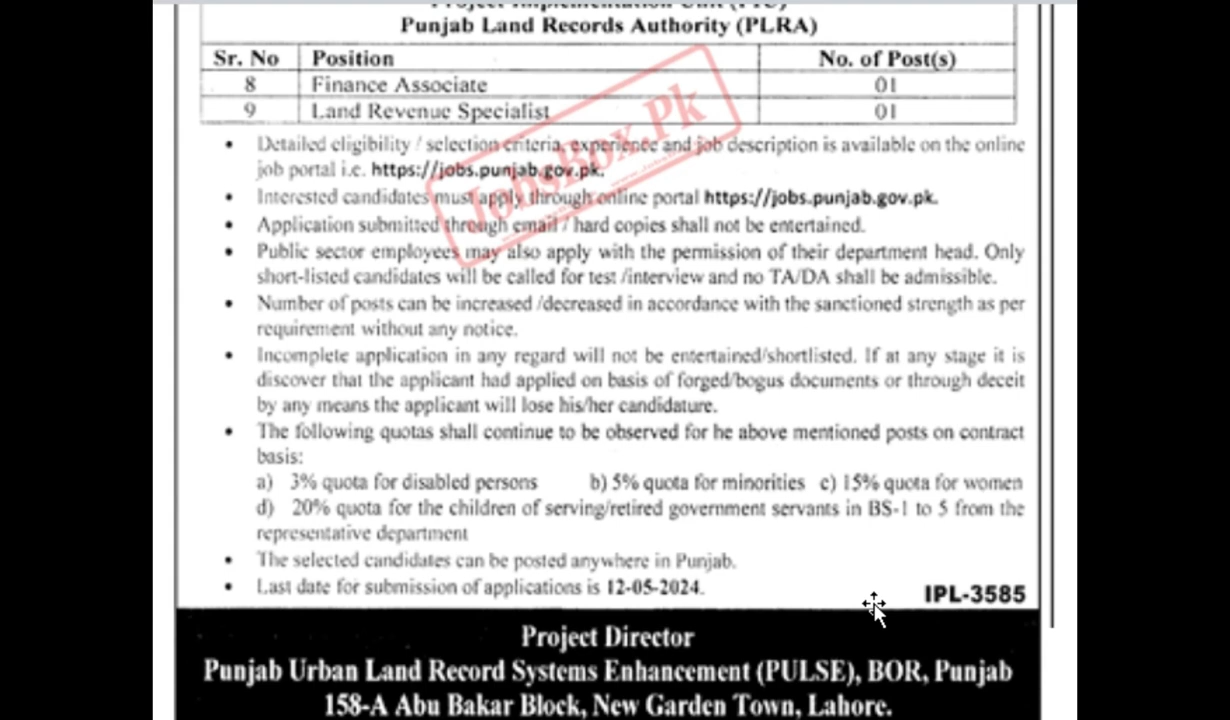 Project Implementation Unit (PIU)
Punjab Land Records Authority (PLRA)
Sr. No Position No. of Post(s)
8 Finance Associate 01
9 Land Revenue Specialist 01
• Detailed eligibility / selection criteria, experience and job description is available on the online
job portal i.e. https://jobs.punjab.gov.pk.
• Interested candidates must apply through online portal https://jobs.punjab.gov.pk.
• Application submitted through email / hard copies shall not be entertained.
• Public sector employees may also apply with the permission of their department head. Only
short-listed candidates will be called for test /interview and no TA/DA shall be admissible.
• Number of posts can be increased /decreased in accordance with the sanctioned strength as per
requirement without any notice.
• Incomplete application in any regard will not be entertained/shortlisted. If at any stage it is
discover that the applicant had applied on basis of forged/bogus documents or through deceit
by any means the applicant will lose his/her candidature.
• The following quotas shall continue to be observed for he above mentioned posts on contract
basis:
a) 3% quota for disabled persons b) 5% quota for minorities c) 15% quota for women
d) 20% quota for the children of serving/retired government servants in BS-1 to 5 from the
representative department
• The selected candidates can be posted anywhere in Punjab.
• Last date for submission of applications is 12-05-2024.
IPL-3585
JobsBox.Pk
Project Director
Punjab Urban Land Record Systems Enhancement (PULSE), BOR, Punjab
158-A Abu Bakar Block, New Garden Town, Lahore.